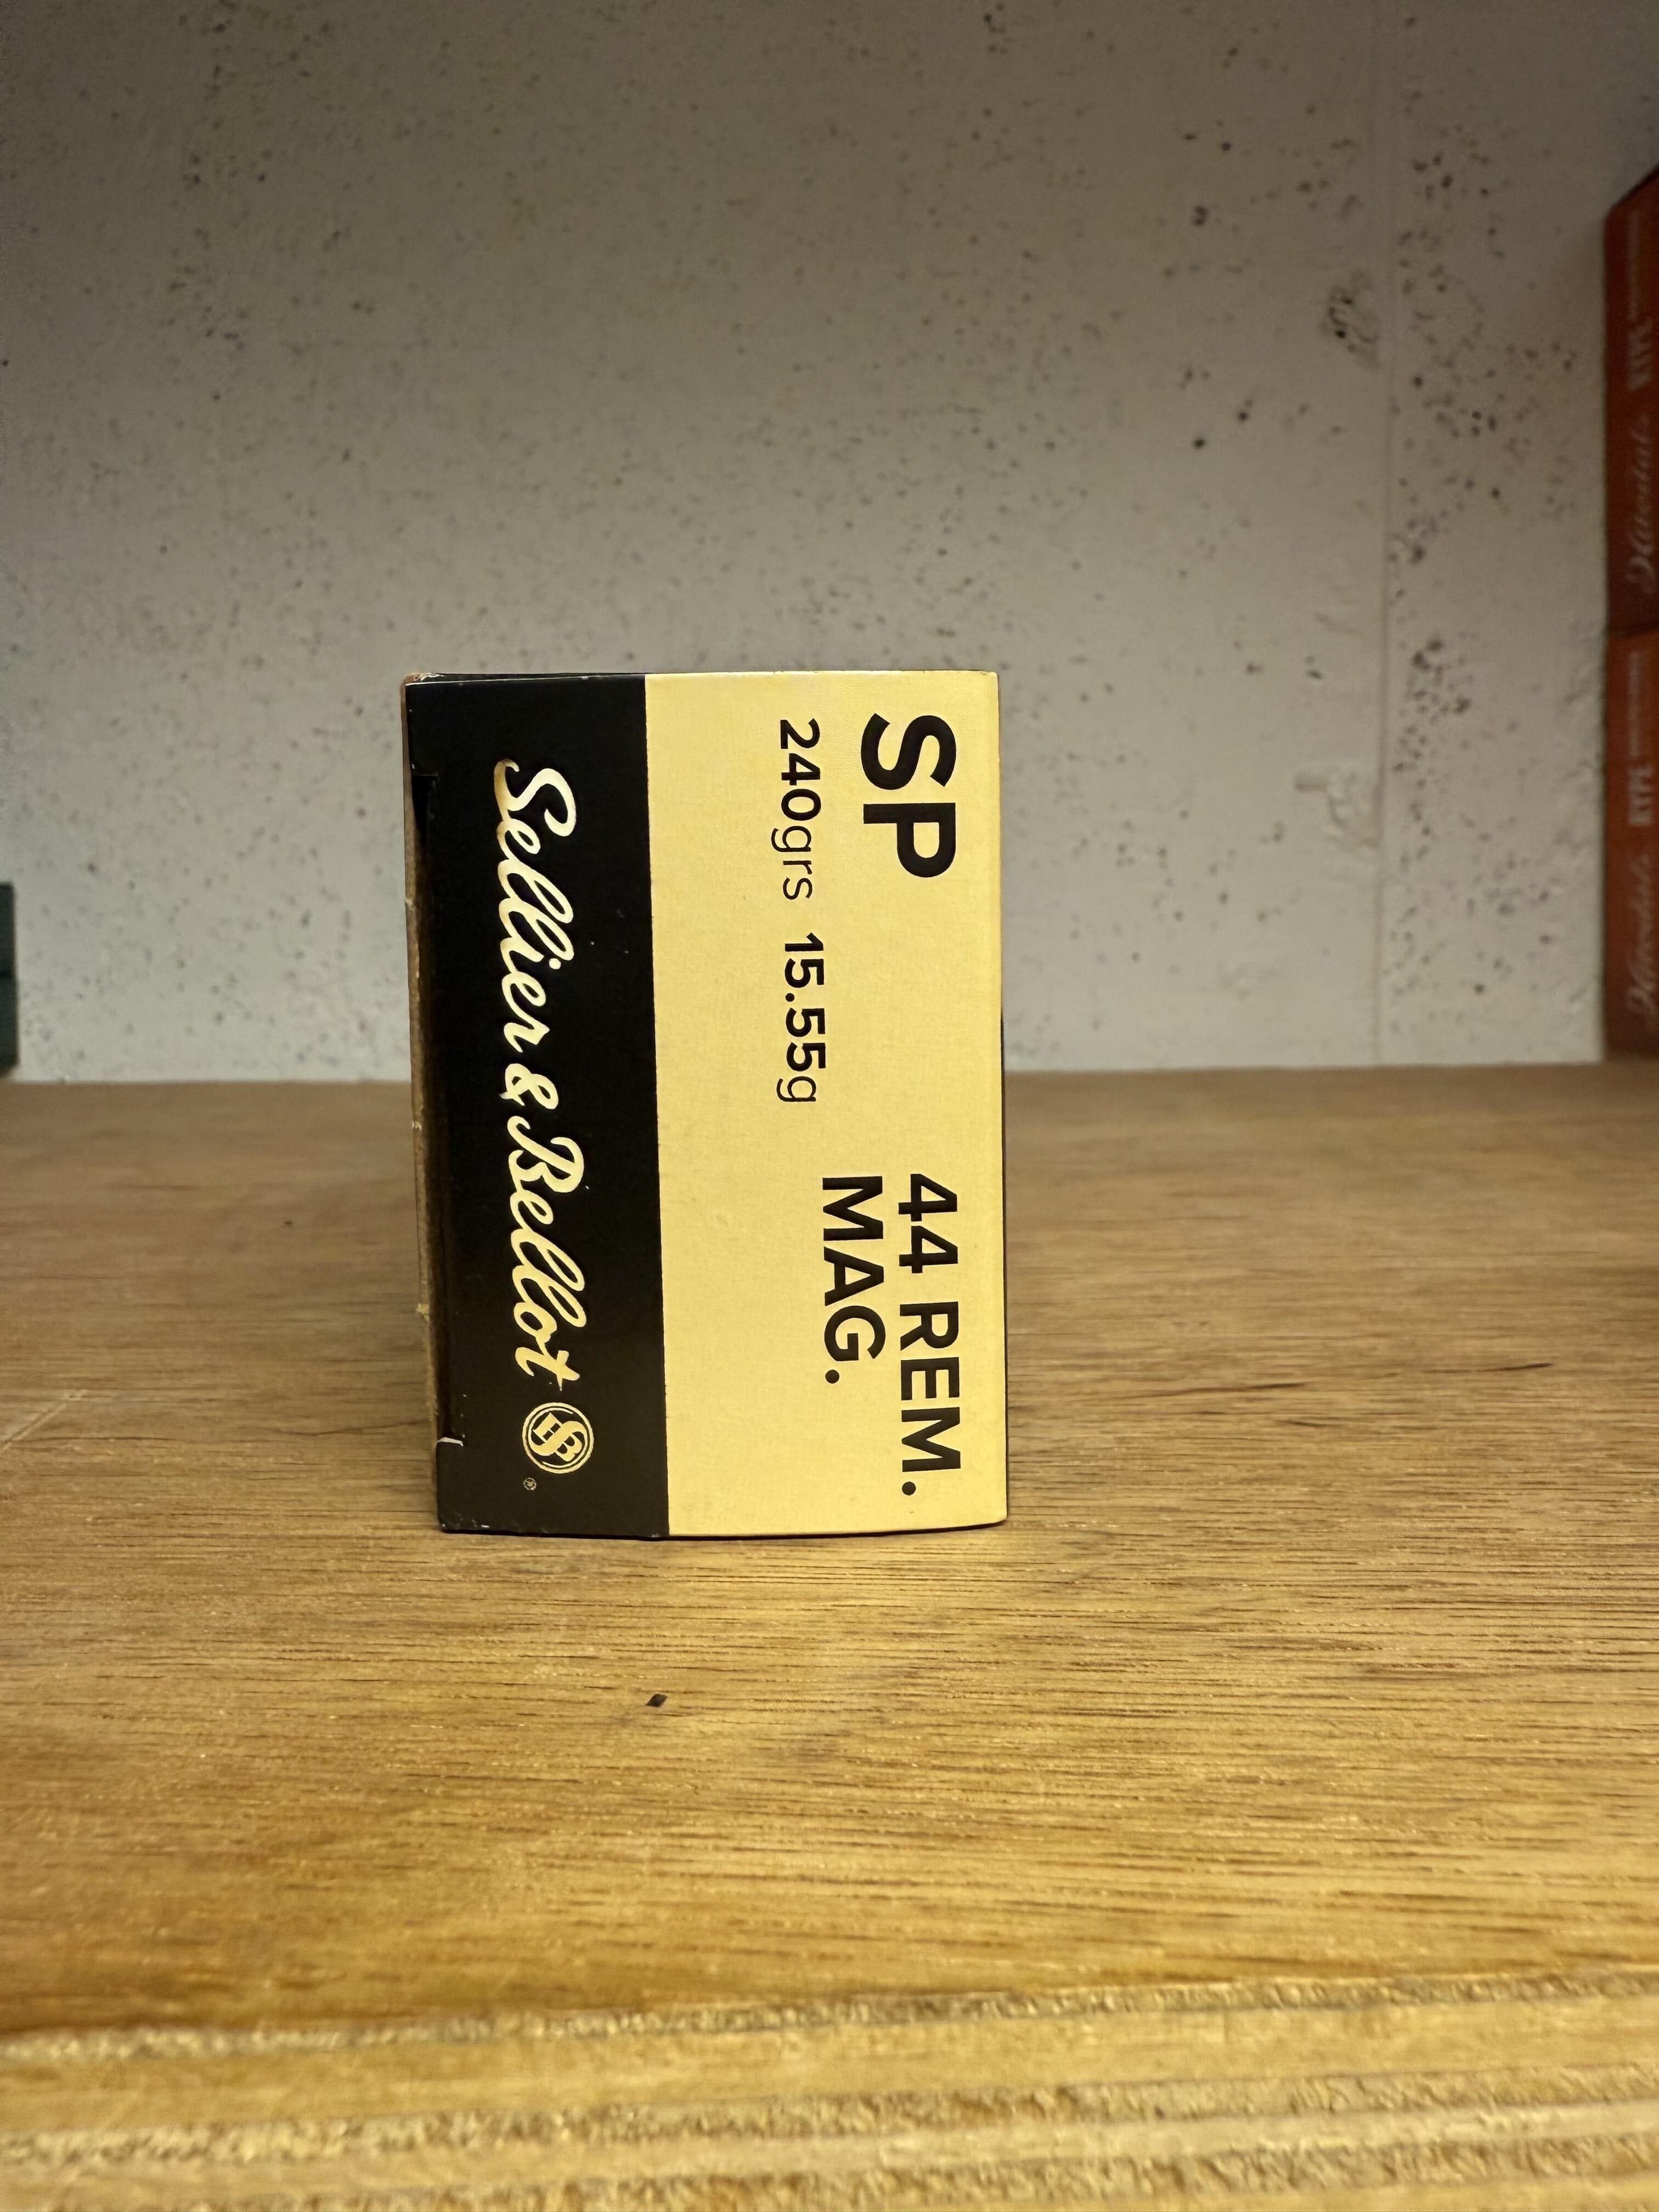 SP
240grs 15.55g
44 REM.
MAG.
Sellier & Bellot